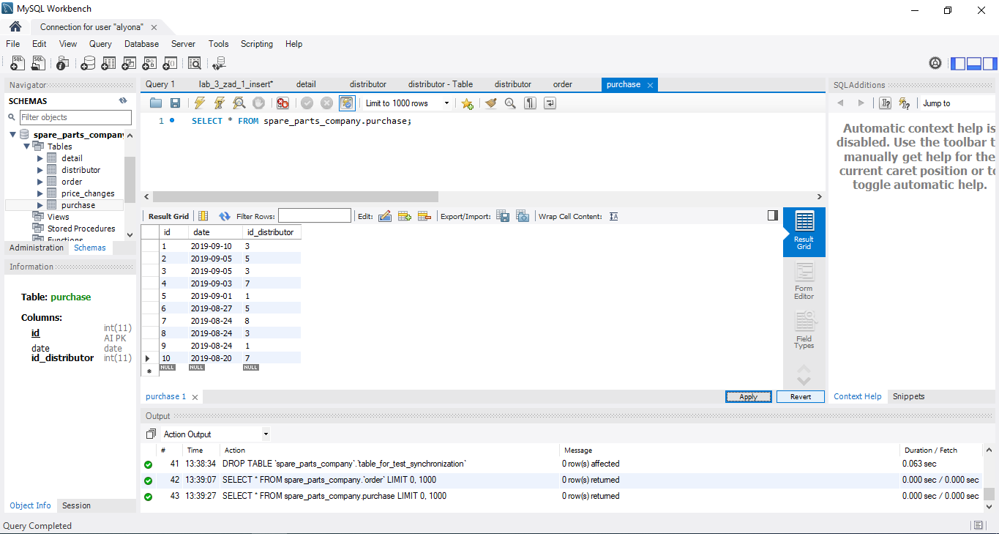 MySQL Workbench
Connection for user "alyona"
File Edit View Query Database Server Tools Scripting Help
Navigator
SCHEMAS
Filter objects
spare_parts_company
Tables
detail
distributor
order
price_changes
purchase
Views
Stored Procedures
Functions
Administration Schemas
Information
Table: purchase
Columns:
id int(11)
AI PK
date date
id_distributor int(11)
Object Info Session
Query 1 lab_3_zad_1_insert* detail distributor distributor - Table distributor order purchase
Limit to 1000 rows
1 SELECT * FROM spare_parts_company.purchase;
Result Grid Filter Rows: Edit: Export/Import: Wrap Cell Content:
id date id_distributor
1 2019-09-10 3
2 2019-09-05 5
3 2019-09-05 3
4 2019-09-03 7
5 2019-09-01 1
6 2019-08-27 5
7 2019-08-24 8
8 2019-08-24 3
9 2019-08-24 1
10 2019-08-20 7
NULL NULL NULL
Result
Grid
Form
Editor
Field
Types
purchase 1 Apply Revert
SQLAdditions
Jump to
Automatic context help is
disabled. Use the toolbar t
manually get help for the
current caret position or to
toggle automatic help.
Context Help Snippets
Output
Action Output
# Time Action Message Duration / Fetch
41 13:38:34 DROP TABLE `spare_parts_company`.`table_for_test_synchronization` 0 row(s) affected 0.063 sec
42 13:39:07 SELECT * FROM spare_parts_company.`order` LIMIT 0, 1000 0 row(s) returned 0.000 sec / 0.000 sec
43 13:39:27 SELECT * FROM spare_parts_company.purchase LIMIT 0, 1000 0 row(s) returned 0.000 sec / 0.000 sec
Query Completed